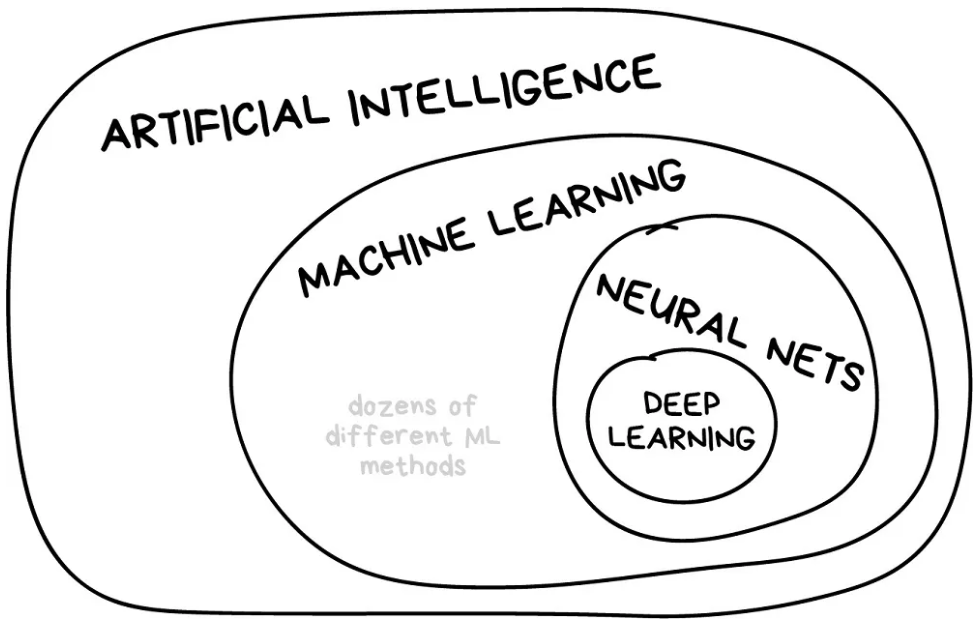 ARTIFICIAL INTELLIGENCE
MACHINE LEARNING
NEURAL NETS
DEEP
LEARNING
dozens of
different ML
methods